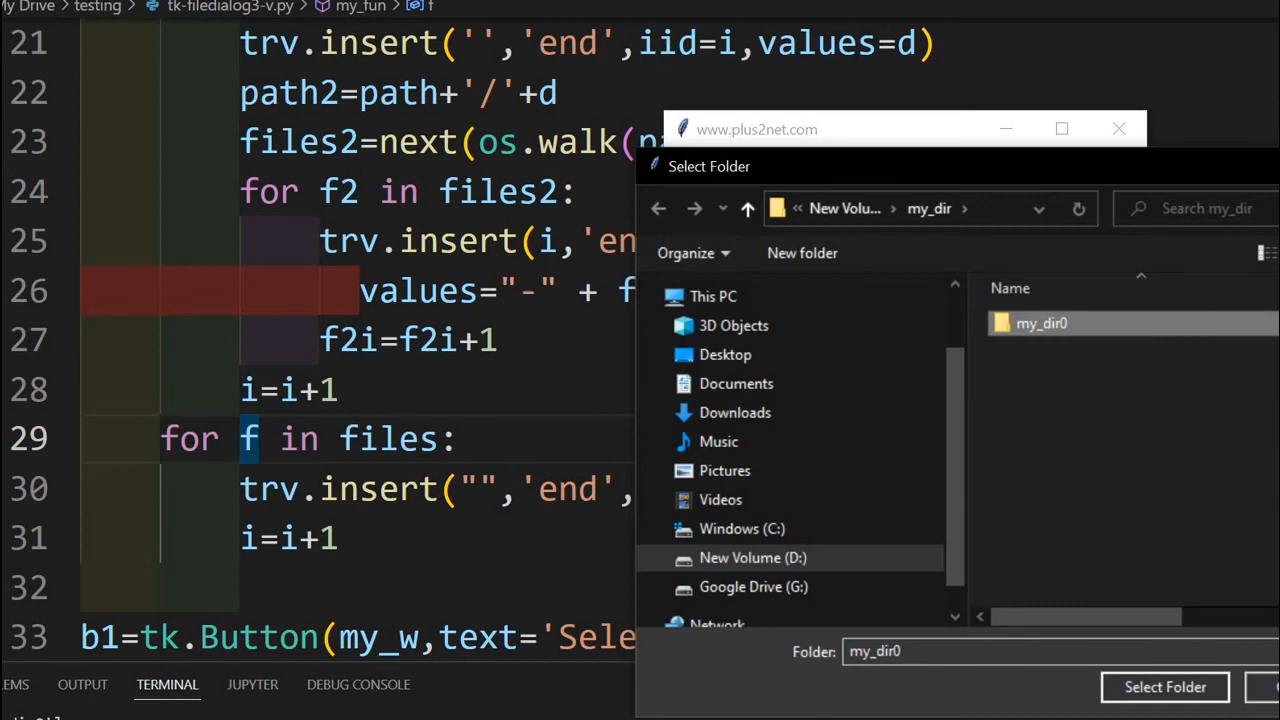 My Drive > testing > tk-filedialog3-v.py > my_fun > f
21 trv.insert('','end',iid=i,values=d)
22 path2=path+'/'+d
23 files2=next(os.walk(pa
24 for f2 in files2:
25 trv.insert(i,'en
26 values="-" + f
27 f2i=f2i+1
28 i=i+1
29 for f in files:
30 trv.insert("",'end',
31 i=i+1
32
33 b1=tk.Button(my_w,text='Sele
LEMS OUTPUT TERMINAL JUPYTER DEBUG CONSOLE
www.plus2net.com
Select Folder
« New Volu... > my_dir > Search my_dir
Organize New folder
This PC
3D Objects
Desktop
Documents
Downloads
Music
Pictures
Videos
Windows (C:)
New Volume (D:)
Google Drive (G:)
Network
Name
my_dir0
Folder: my_dir0
Select Folder